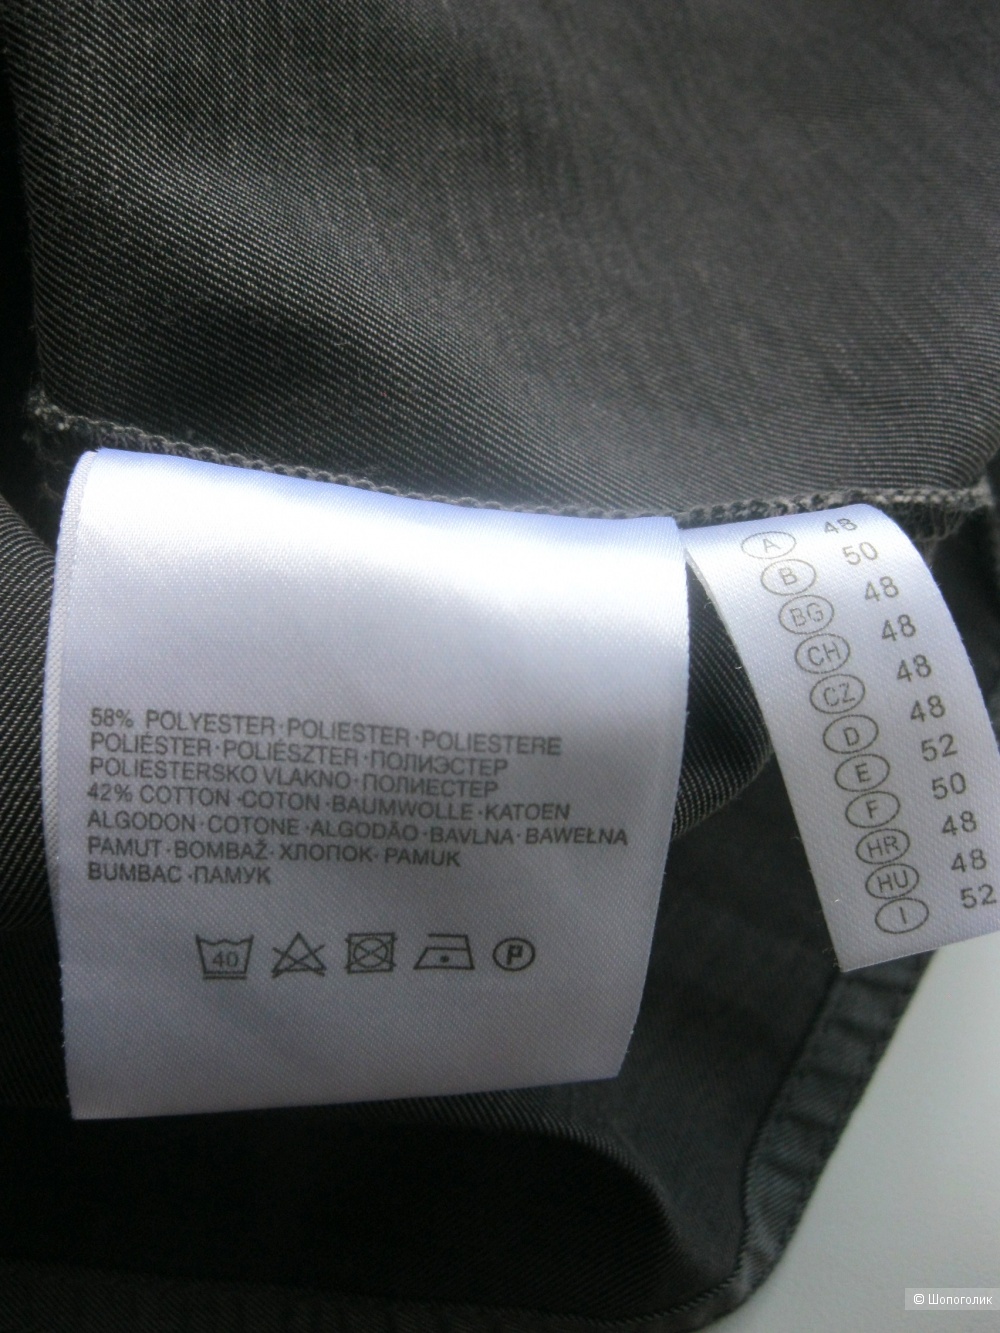 58% POLYESTER·POLIESTER·POLIESTERE
POLIÉSTER·POLIÉSZTER·ПОЛИЭСТЕР
POLIESTERSKO VLAKNO·ПОЛИЕСТЕР
42% COTTON·COTON·BAUMWOLLE·KATOEN
ALGODON·COTONE·ALGODÃO·BAVLNA·BAWEŁNA
PAMUT·BOMBAŽ·ХЛОПОК·PAMUK
BUMBAC·ПАМУК
40 P
A 48
B 50
BG 48
CH 48
CZ 48
D 48
E 52
F 50
HR 48
HU 48
I 52
© Шопоголик